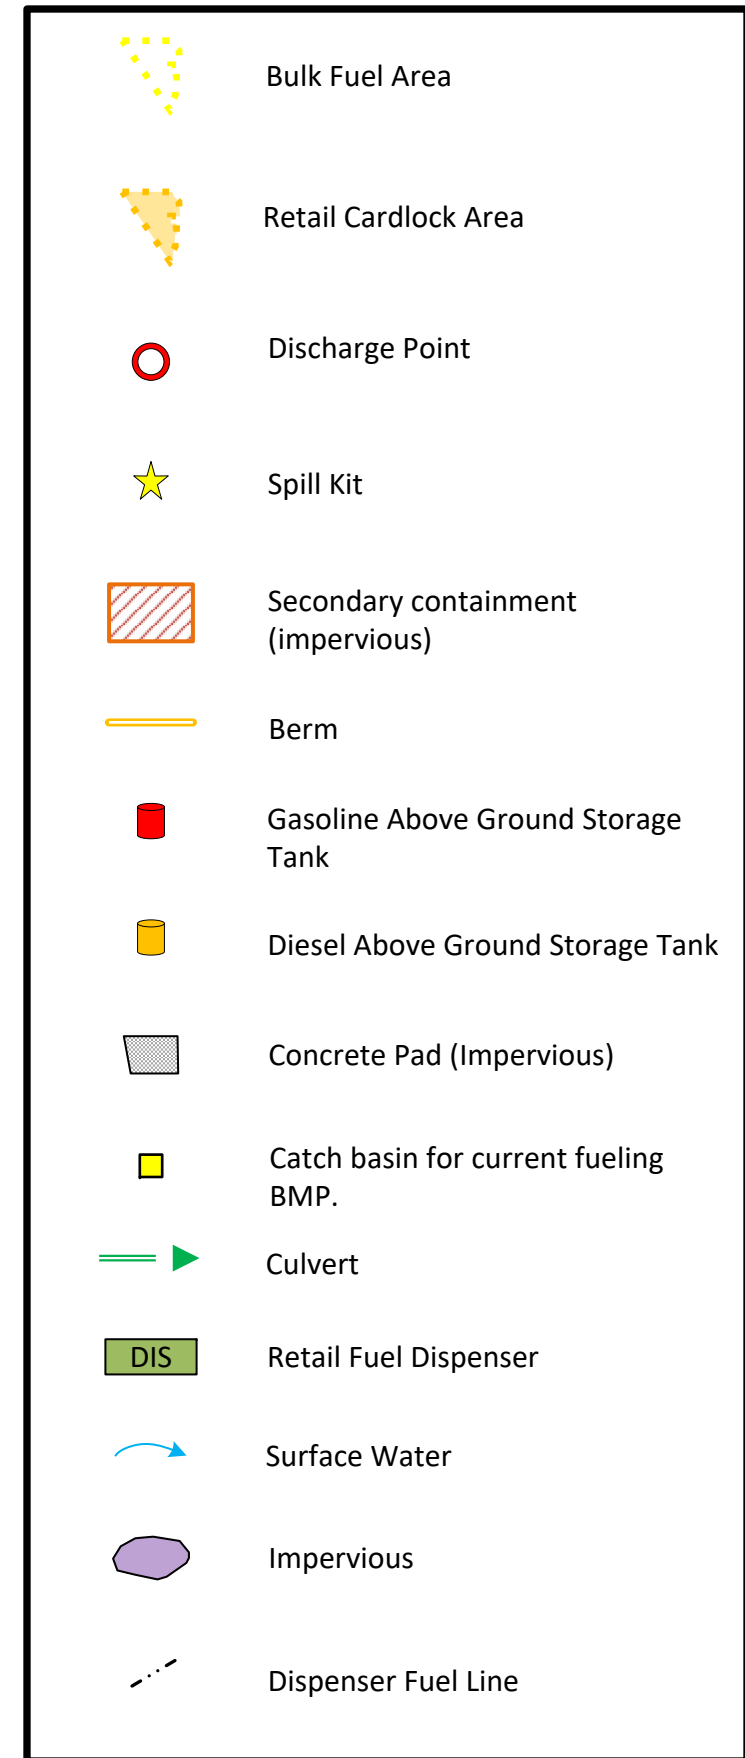 Bulk Fuel Area
Retail Cardlock Area
Discharge Point
Spill Kit
Secondary containment
(impervious)
Berm
Gasoline Above Ground Storage
Tank
Diesel Above Ground Storage Tank
Concrete Pad (Impervious)
Catch basin for current fueling
BMP.
Culvert
DIS Retail Fuel Dispenser
Surface Water
Impervious
Dispenser Fuel Line